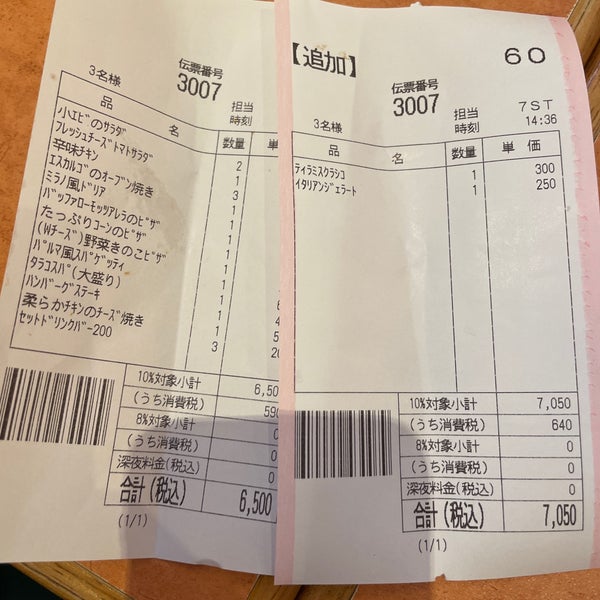 伝票番号
3007
3名様
担当
時刻
品 名 数量 単
小エビのサラダ 2
フレッシュチーズトマトサラダ 1
辛味チキン 3
エスカルゴのオーブン焼き 1
ミラノ風ドリア 1
バッファローモッツァレラのピザ 1
たっぷりコーンのピザ 1
(Wチーズ)野菜きのこピザ 1
パルマ風スパゲッティ 1
タラコスパ(大盛り) 1
ハンバーグステーキ 1
柔らかチキンのチーズ焼き 1
セットドリンクバー200 3
10%対象小計 6,500
(うち消費税) 590
8%対象小計 0
(うち消費税) 0
深夜料金(税込) 0
合計(税込) 6,500
(1/1)
【追加】 60
伝票番号
3007
3名様
担当 7ST
時刻 14:36
品 名 数量 単価
ティラミスクラシコ 1 300
イタリアンジェラート 1 250
10%対象小計 7,050
(うち消費税) 640
8%対象小計 0
(うち消費税) 0
深夜料金(税込) 0
合計(税込) 7,050
(1/1)